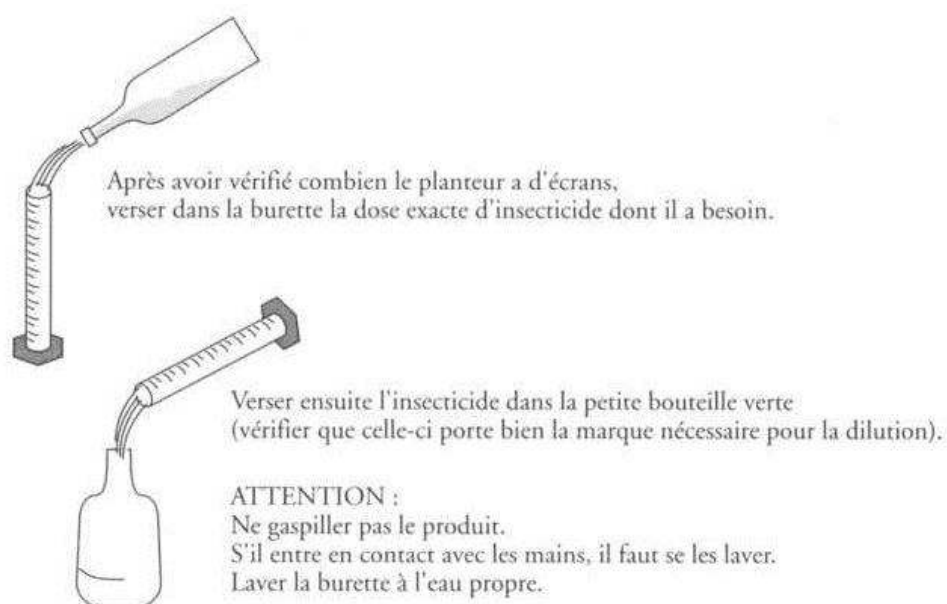 Après avoir vérifié combien le planteur a d'écrans,
verser dans la burette la dose exacte d'insecticide dont il a besoin.
Verser ensuite l'insecticide dans la petite bouteille verte
(vérifier que celle-ci porte bien la marque nécessaire pour la dilution).
ATTENTION :
Ne gaspiller pas le produit.
S'il entre en contact avec les mains, il faut se les laver.
Laver la burette à l'eau propre.